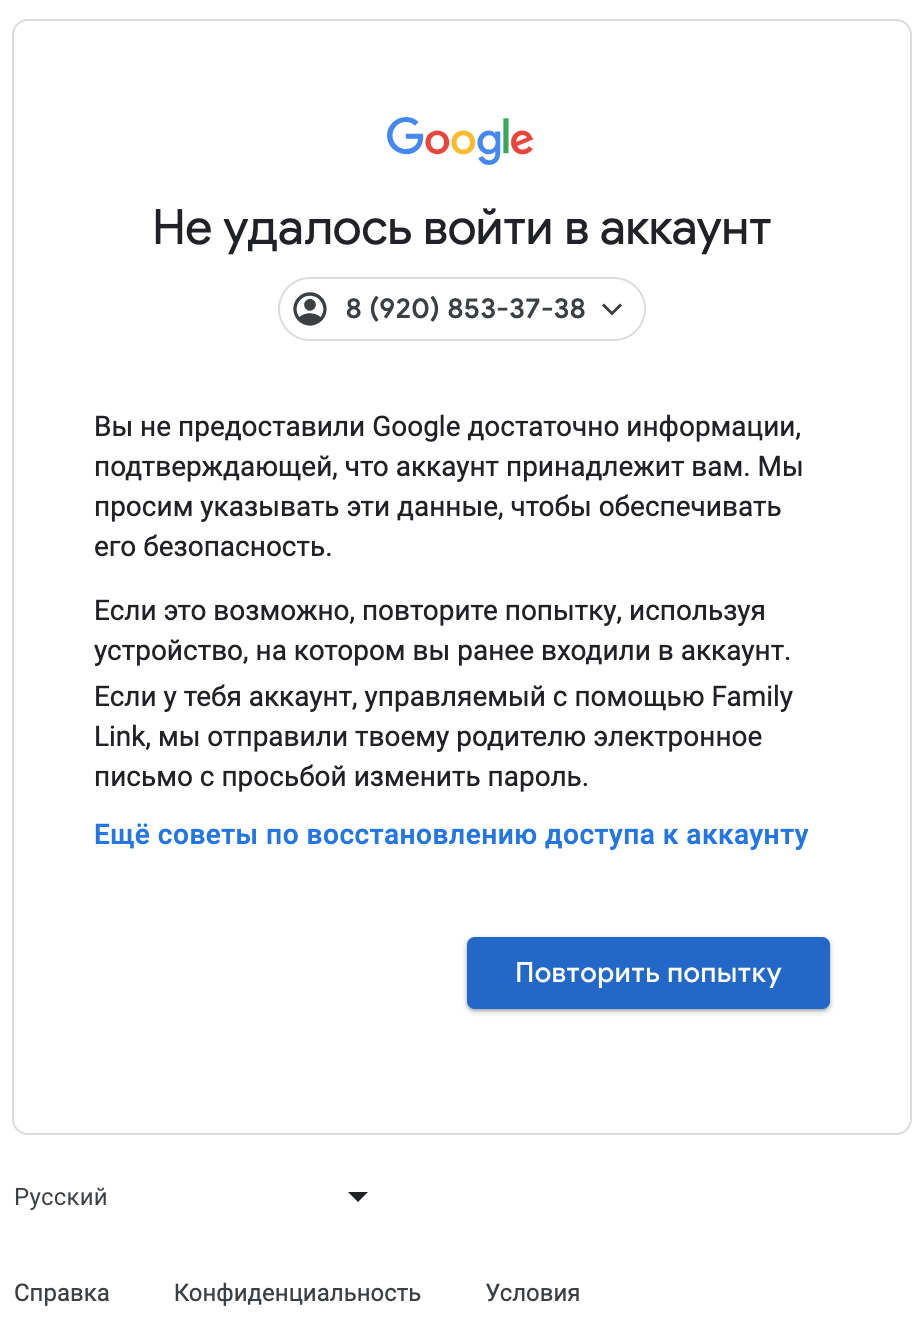 Google
Не удалось войти в аккаунт
8 (920) 853-37-38
Вы не предоставили Google достаточно информации,
подтверждающей, что аккаунт принадлежит вам. Мы
просим указывать эти данные, чтобы обеспечивать
его безопасность.
Если это возможно, повторите попытку, используя
устройство, на котором вы ранее входили в аккаунт.
Если у тебя аккаунт, управляемый с помощью Family
Link, мы отправили твоему родителю электронное
письмо с просьбой изменить пароль.
Ещё советы по восстановлению доступа к аккаунту
Повторить попытку
Русский
Справка Конфиденциальность Условия